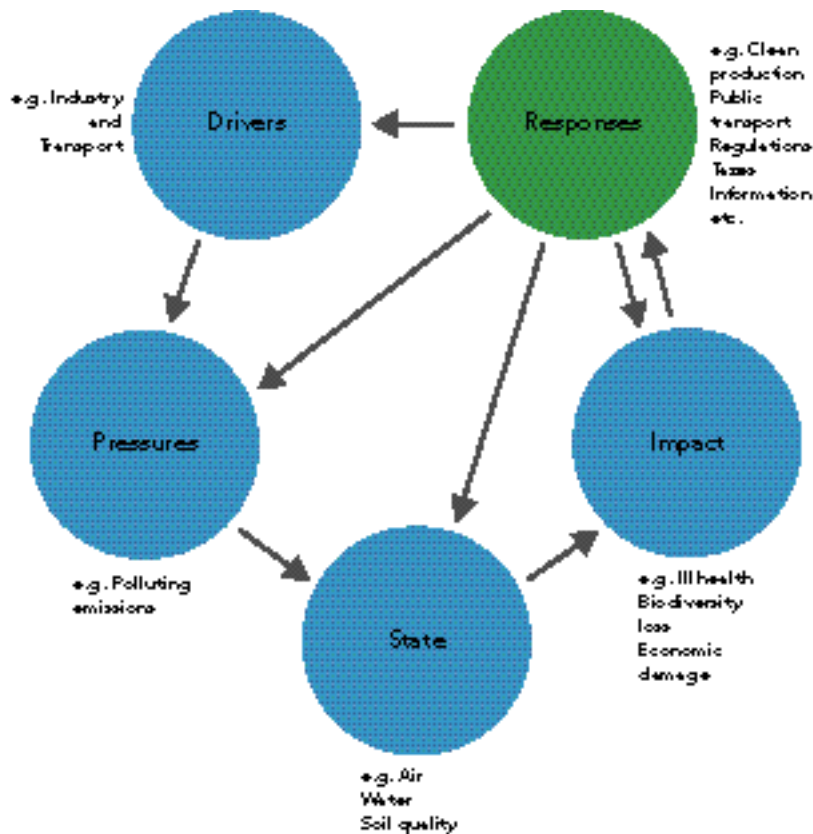 Drivers
e.g. Industry
and
Transport
Responses
e.g. Clean
production
Public
transport
Regulations
Taxes
Information
etc.
Pressures
e.g. Polluting
emissions
Impact
e.g. Ill health
Biodiversity
loss
Economic
damage
State
e.g. Air
Water
Soil quality